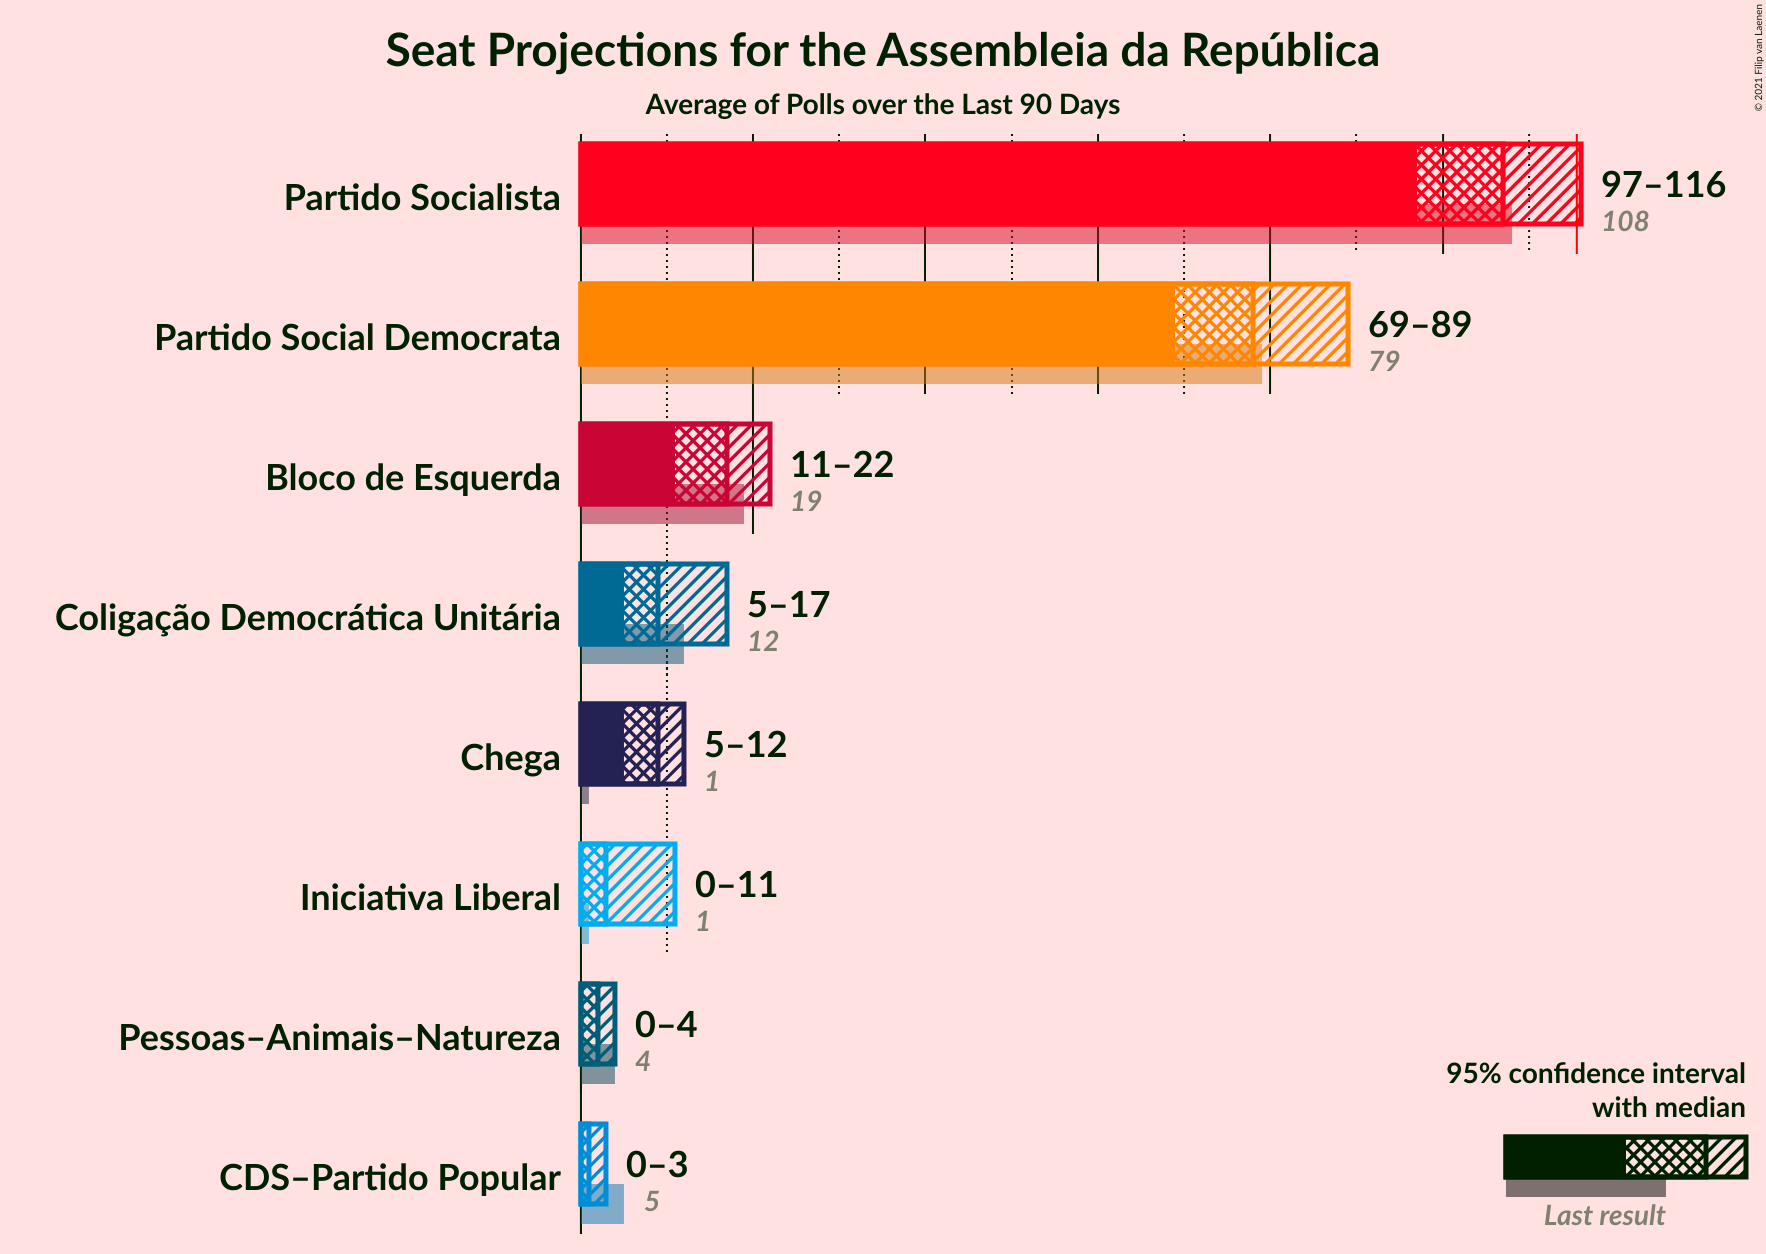 Seat Projections for the Assembleia da República
Average of Polls over the Last 90 Days
© 2021 Filip van Laenen
Partido Socialista
97–116
108
Partido Social Democrata
69–89
79
Bloco de Esquerda
11–22
19
Coligação Democrática Unitária
5–17
12
Chega
5–12
1
Iniciativa Liberal
0–11
1
Pessoas–Animais–Natureza
0–4
4
CDS–Partido Popular
0–3
5
95% confidence interval
with median
Last result